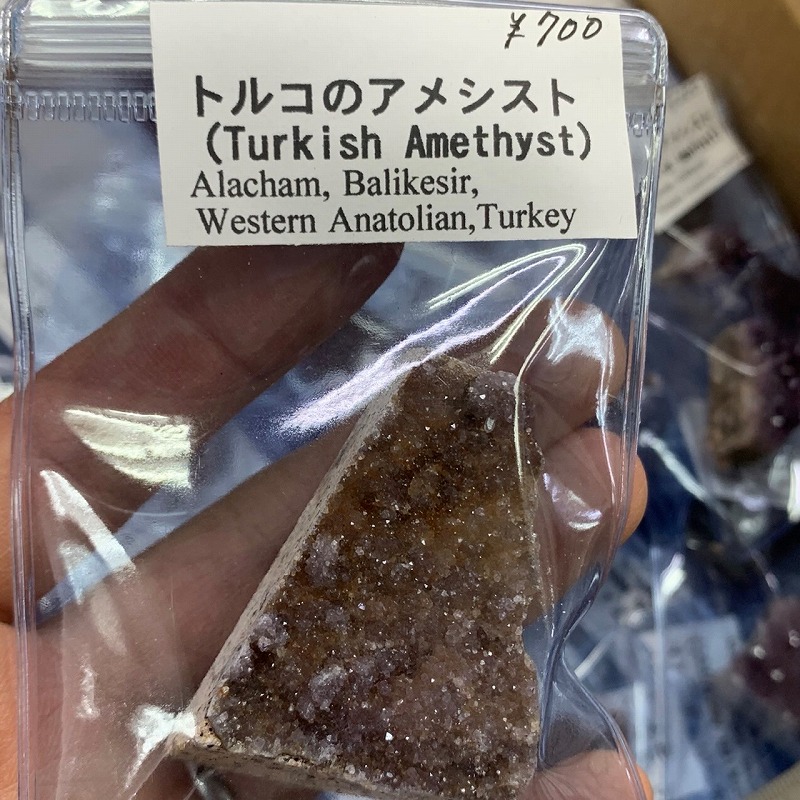 ¥700
トルコのアメシスト
(Turkish Amethyst)
Alacham, Balikesir,
Western Anatolian,Turkey